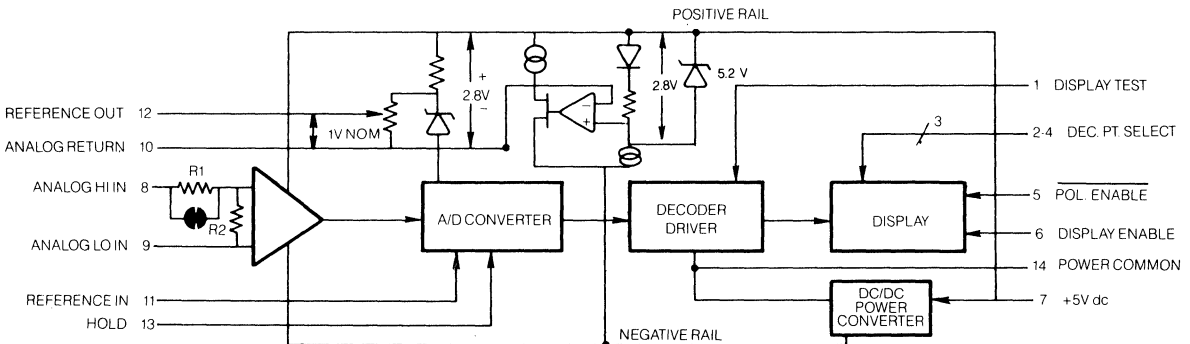 POSITIVE RAIL
+
2.8V
−
2.8V
5.2 V
1 DISPLAY TEST
REFERENCE OUT 12
1V NOM
3
2-4 DEC. PT. SELECT
ANALOG RETURN 10
−
+
R1
ANALOG HI IN 8
R2
ANALOG LO IN 9
A/D CONVERTER
DECODER
DRIVER
DISPLAY
5 POL. ENABLE
6 DISPLAY ENABLE
14 POWER COMMON
REFERENCE IN 11
HOLD 13
DC/DC
POWER
CONVERTER
7 +5V dc
NEGATIVE RAIL